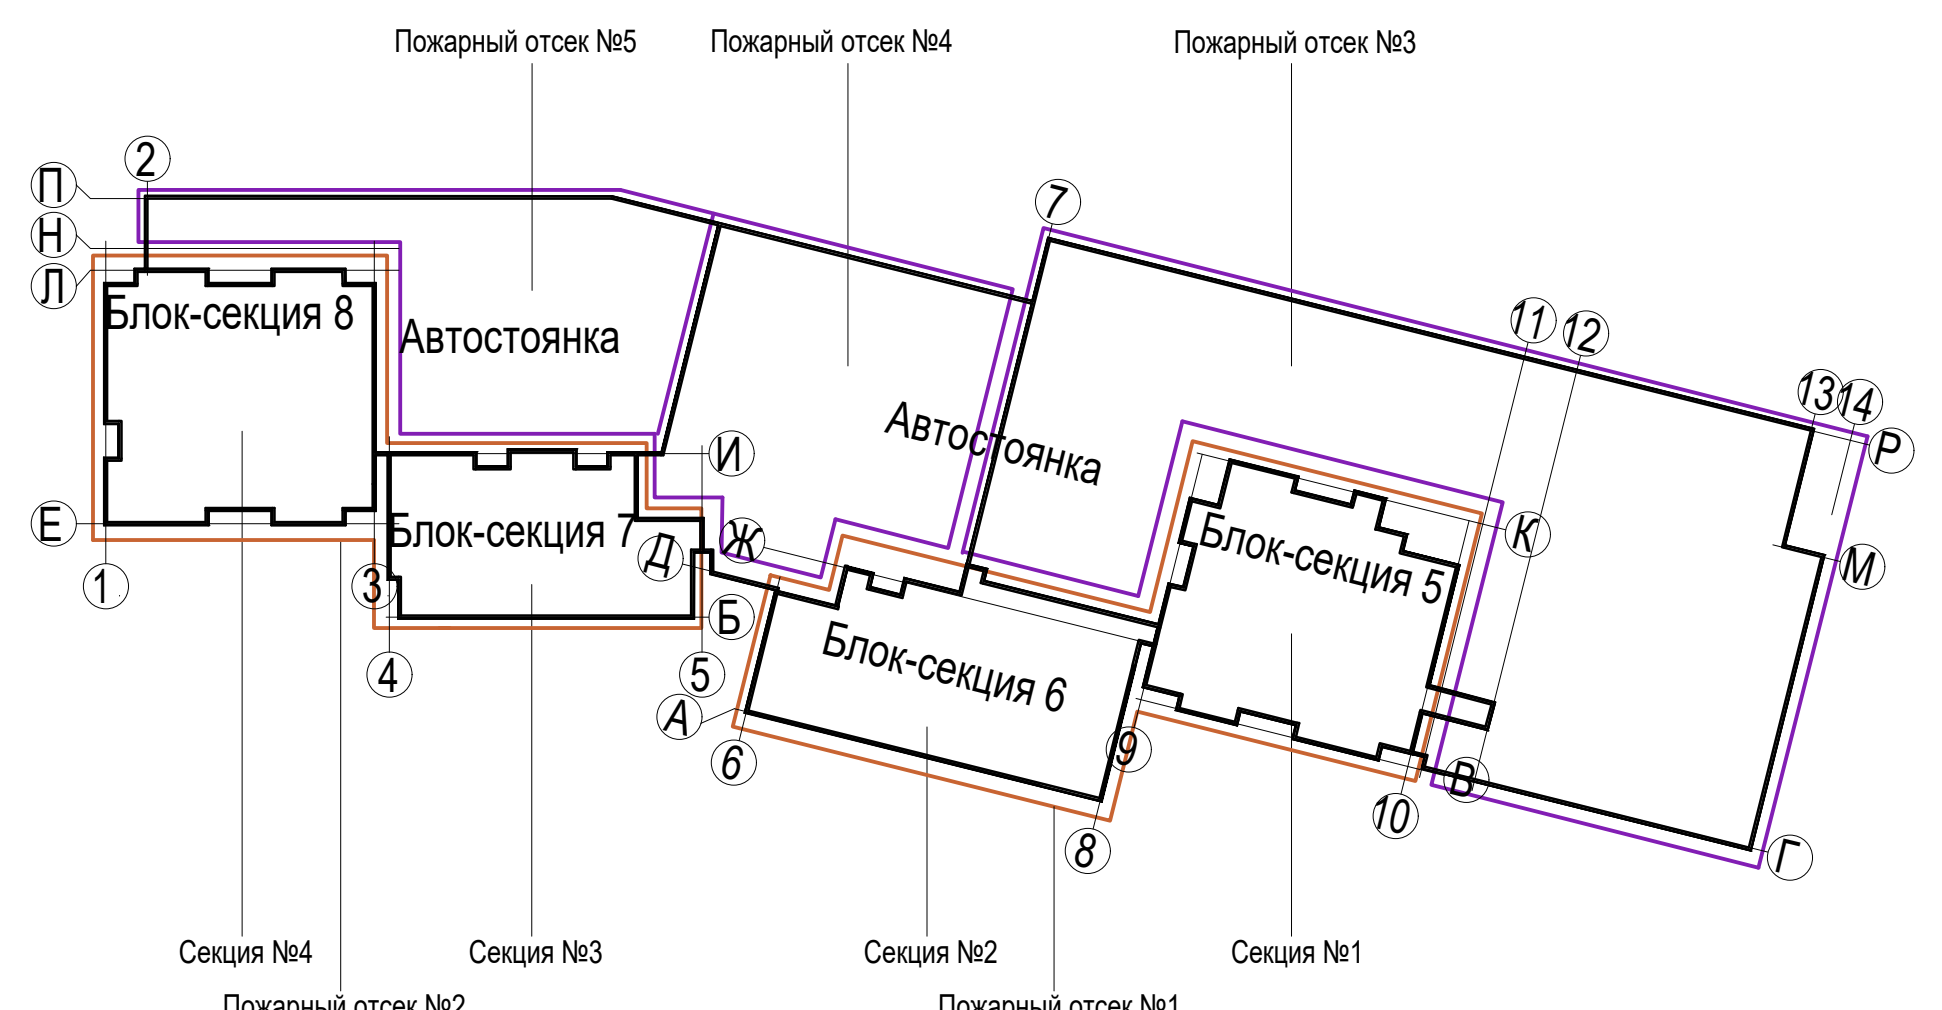 Пожарный отсек №5
Пожарный отсек №4
Пожарный отсек №3
2
П
Н
Л
7
11
12
13
14
Р
Блок-секция 8
Автостоянка
Автостоянка
И
Е
Блок-секция 7
Д
Ж
Блок-секция 5
К
М
1
3
Б
4
5
А
6
Блок-секция 6
9
В
10
8
Г
Секция №4
Секция №3
Секция №2
Секция №1
Пожарный отсек №2
Пожарный отсек №1